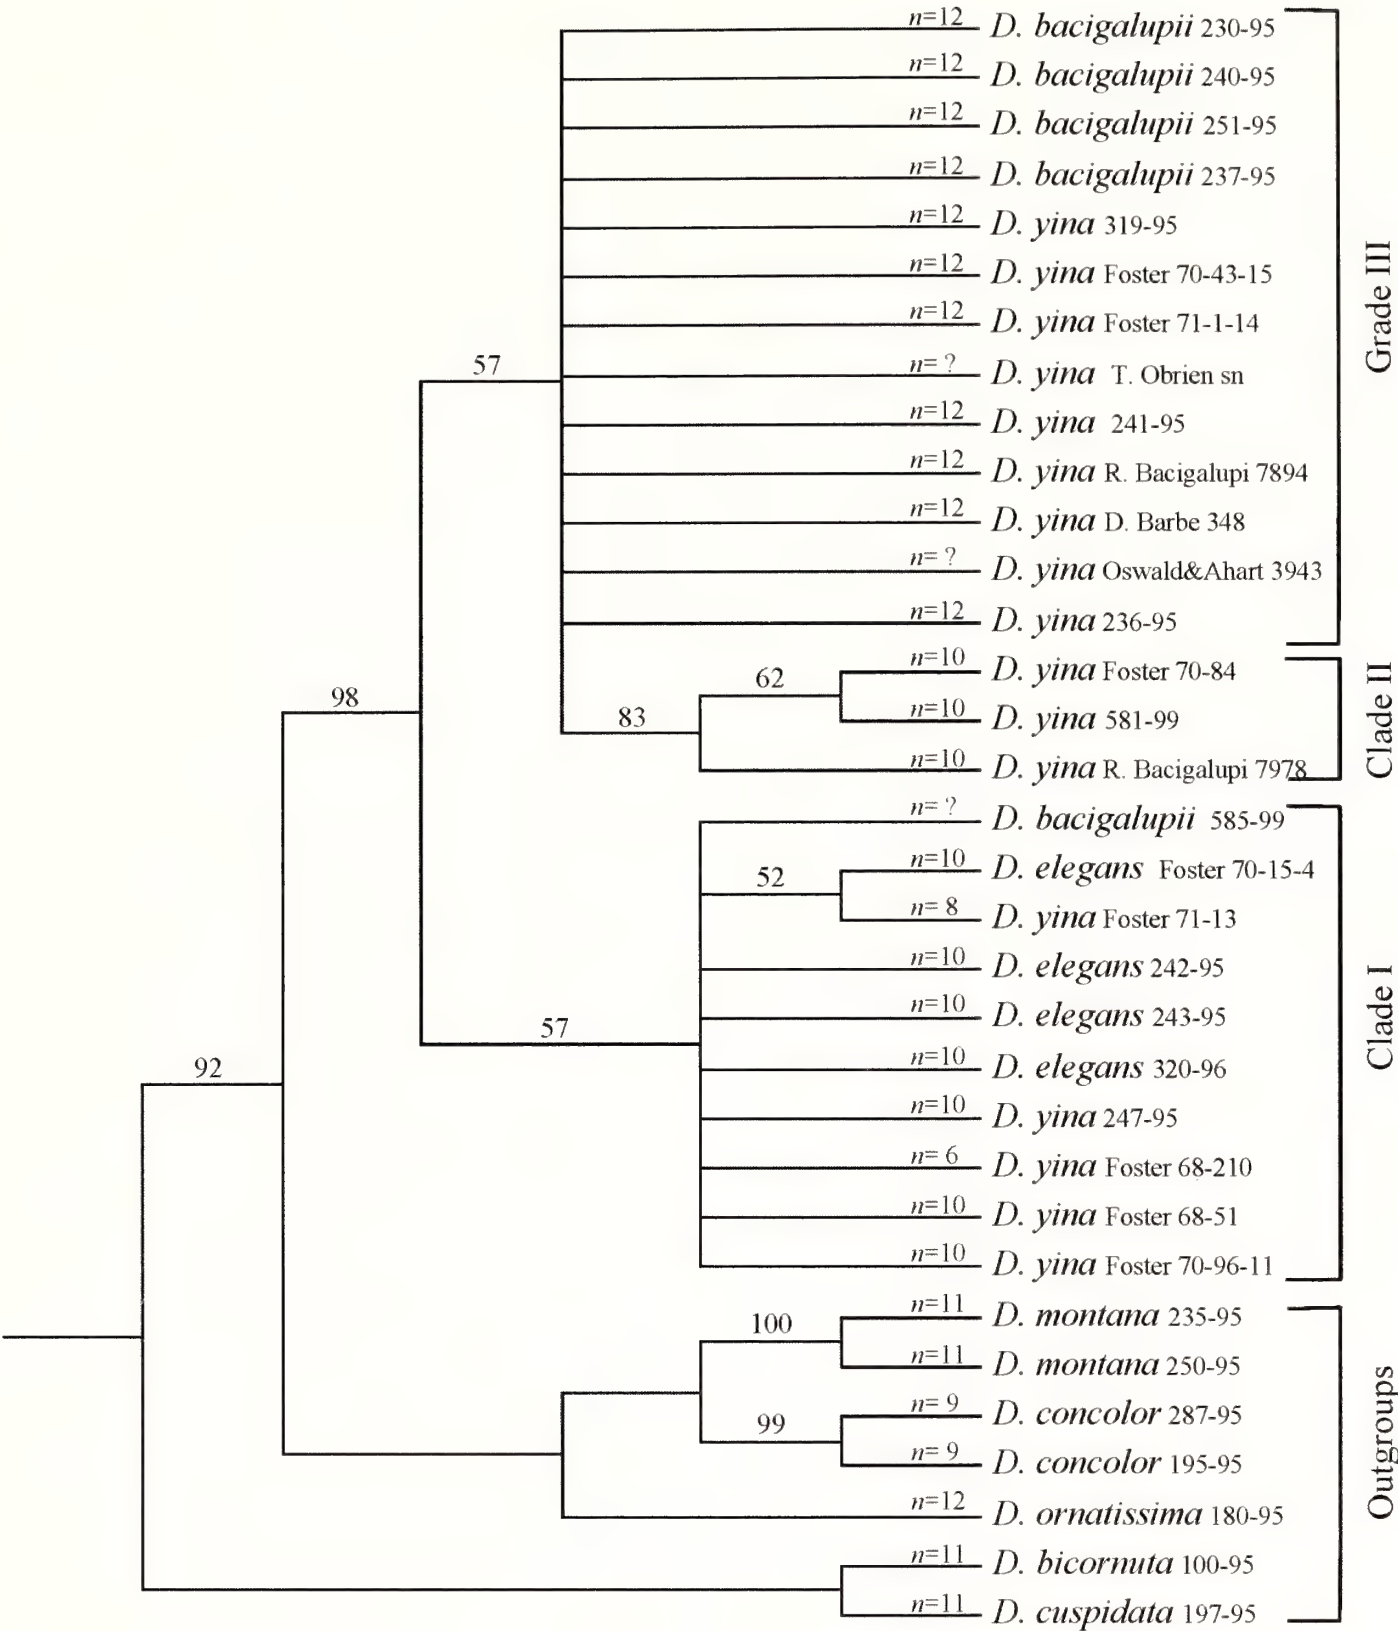 n=12 D. bacigalupii 230-95
n=12 D. bacigalupii 240-95
n=12 D. bacigalupii 251-95
n=12 D. bacigalupii 237-95
n=12 D. yina 319-95
n=12 D. yina Foster 70-43-15
n=12 D. yina Foster 71-1-14
57
n= ? D. yina T. Obrien sn
n=12 D. yina 241-95
n=12 D. yina R. Bacigalupi 7894
n=12 D. yina D. Barbe 348
n= ? D. yina Oswald&Ahart 3943
n=12 D. yina 236-95
Grade III
n=10 D. yina Foster 70-84
62
98
83
n=10 D. yina 581-99
n=10 D. yina R. Bacigalupi 7978
Clade II
n= ? D. bacigalupii 585-99
n=10 D. elegans Foster 70-15-4
52
n= 8 D. yina Foster 71-13
n=10 D. elegans 242-95
n=10 D. elegans 243-95
57
n=10 D. elegans 320-96
92
n=10 D. yina 247-95
n= 6 D. yina Foster 68-210
n=10 D. yina Foster 68-51
n=10 D. yina Foster 70-96-11
Clade I
n=11 D. montana 235-95
100
n=11 D. montana 250-95
n= 9 D. concolor 287-95
99
n= 9 D. concolor 195-95
n=12 D. ornatissima 180-95
n=11 D. bicornuta 100-95
n=11 D. cuspidata 197-95
Outgroups